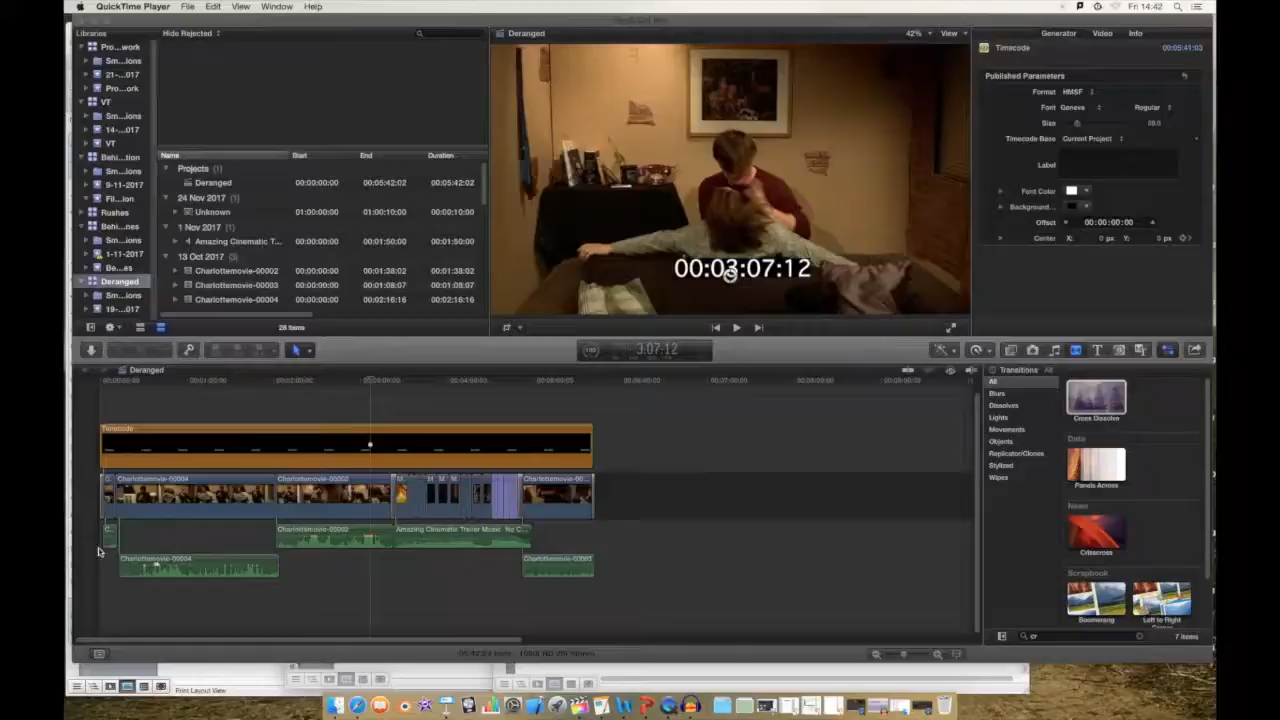 QuickTime Player File Edit View Window Help
Fri 14:42
Libraries
Pro...work
Sm...ions
21-...017
Pro...ork
VT
Sm...ions
14-...017
VT
Behi...tion
Sm...ions
9-11-2017
Fil...ion
Rushes
Behi...nes
Sm...ions
1-11-2017
Be...es
Deranged
Sm...ions
19-...017
Hide Rejected
Name Start End Duration
Projects (1)
Deranged 00:00:00:00 00:05:42:02 00:05:42:02
24 Nov 2017 (1)
Unknown 01:00:00:00 01:00:10:00 00:00:10:00
1 Nov 2017 (1)
Amazing Cinematic T... 00:00:00:00 00:01:50:00 00:01:50:00
13 Oct 2017 (3)
Charlottemovie-00002 00:00:00:00 00:01:38:02 00:01:38:02
Charlottemovie-00003 00:00:00:00 00:01:08:07 00:01:08:07
Charlottemovie-00004 00:00:00:00 00:02:16:16 00:02:16:16
28 items
Deranged 42% View
00:03:07:12
Generator Video Info
Timecode 00:05:41:03
Published Parameters
Format HMSF
Font Geneva Regular
Size 69.0
Timecode Base Current Project
Label
Font Color
Background...
Offset 00:00:00:00
Center X: 0 px Y: 0 px
3:07:12
Deranged
00:00:00:00 00:01:00:00 00:02:00:00 00:04:00:00 00:05:00:00 00:06:00:00 00:07:00:00 00:08:00:00
Timecode
C. Charlottemovie-00004 Charlottemovie-00002 M M M M Charlottemovie-00...
C. Charlottemovie-00002 Amazing Cinematic Trailer Music No C...
Charlottemovie-00004 Charlottemovie-00003
Transitions All
All
Blurs
Dissolves
Lights
Movements
Objects
Replicator/Clones
Stylized
Wipes
Cross Dissolve
Data
Panels Across
News
Crisscross
Scrapbook
Boomerang
Left to Right
cr
7 items
Print Layout View